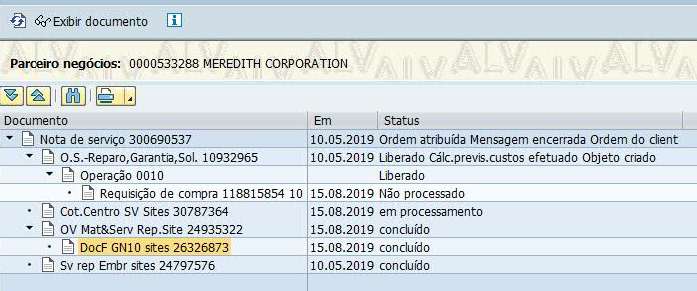 Exibir documento
Parceiro negócios: 0000533288 MEREDITH CORPORATION
Documento Em Status
Nota de serviço 300690537 10.05.2019 Ordem atribuída Mensagem encerrada Ordem do client
O.S.-Reparo,Garantia,Sol. 10932965 10.05.2019 Liberado Cálc.previs.custos efetuado Objeto criado
Operação 0010 Liberado
Requisição de compra 118815854 10 15.08.2019 Não processado
Cot.Centro SV Sites 30787364 15.08.2019 em processamento
OV Mat&Serv Rep.Site 24935322 15.08.2019 concluído
DocF GN10 sites 26326873 15.08.2019 concluído
Sv rep Embr sites 24797576 10.05.2019 concluído